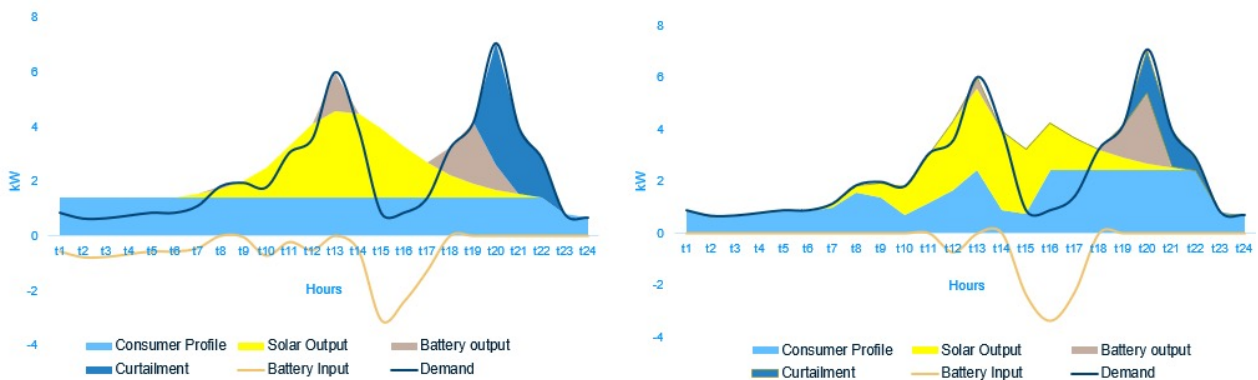 8
6
4
2
0
-2
-4
kW
t1 t2 t3 t4 t5 t6 t7 t8 t9 t10 t11 t12 t13 t14 t15 t16 t17 t18 t19 t20 t21 t22 t23 t24
Hours
Consumer Profile Solar Output Battery output
Curtailment Battery Input Demand
8
6
4
2
0
-2
-4
kW
t1 t2 t3 t4 t5 t6 t7 t8 t9 t10 t11 t12 t13 t14 t15 t16 t17 t18 t19 t20 t21 t22 t23 t24
Hours
Consumer Profile Solar Output Battery output
Curtailment Battery Input Demand